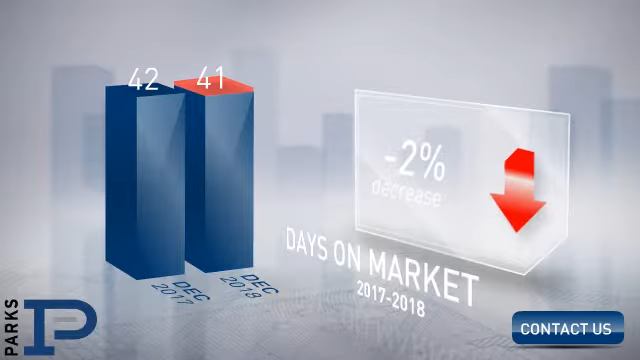 42
41
-2%
decrease
DEC
2017
DEC
2018
DAYS ON MARKET
2017-2018
PARKS
P
CONTACT US